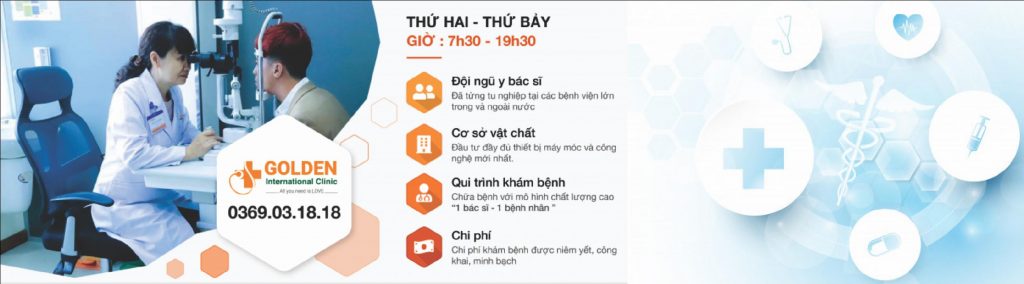 THỨ HAI - THỨ BẢY
GIỜ : 7h30 - 19h30
Đội ngũ y bác sĩ
Đã từng tu nghiệp tại các bệnh viện lớn
trong và ngoài nước
Cơ sở vật chất
Đầu tư đầy đủ thiết bị máy móc và công
nghệ mới nhất.
Qui trình khám bệnh
Chữa bệnh với mô hình chất lượng cao
“1 bác sĩ - 1 bệnh nhân ”
Chi phí
Chi phí khám bệnh được niêm yết, công
khai, minh bạch
GOLDEN
International Clinic
All you need is LOVE
0369.03.18.18